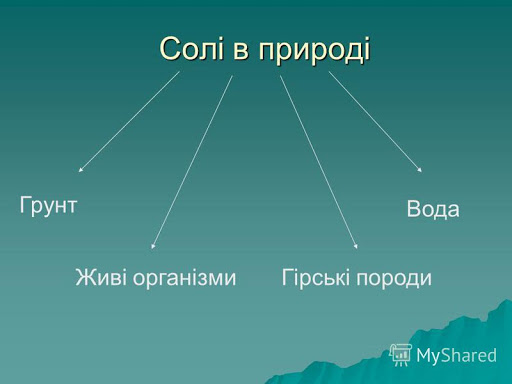 Солі в природі
Грунт
Вода
Живі організми
Гірські породи
MyShared